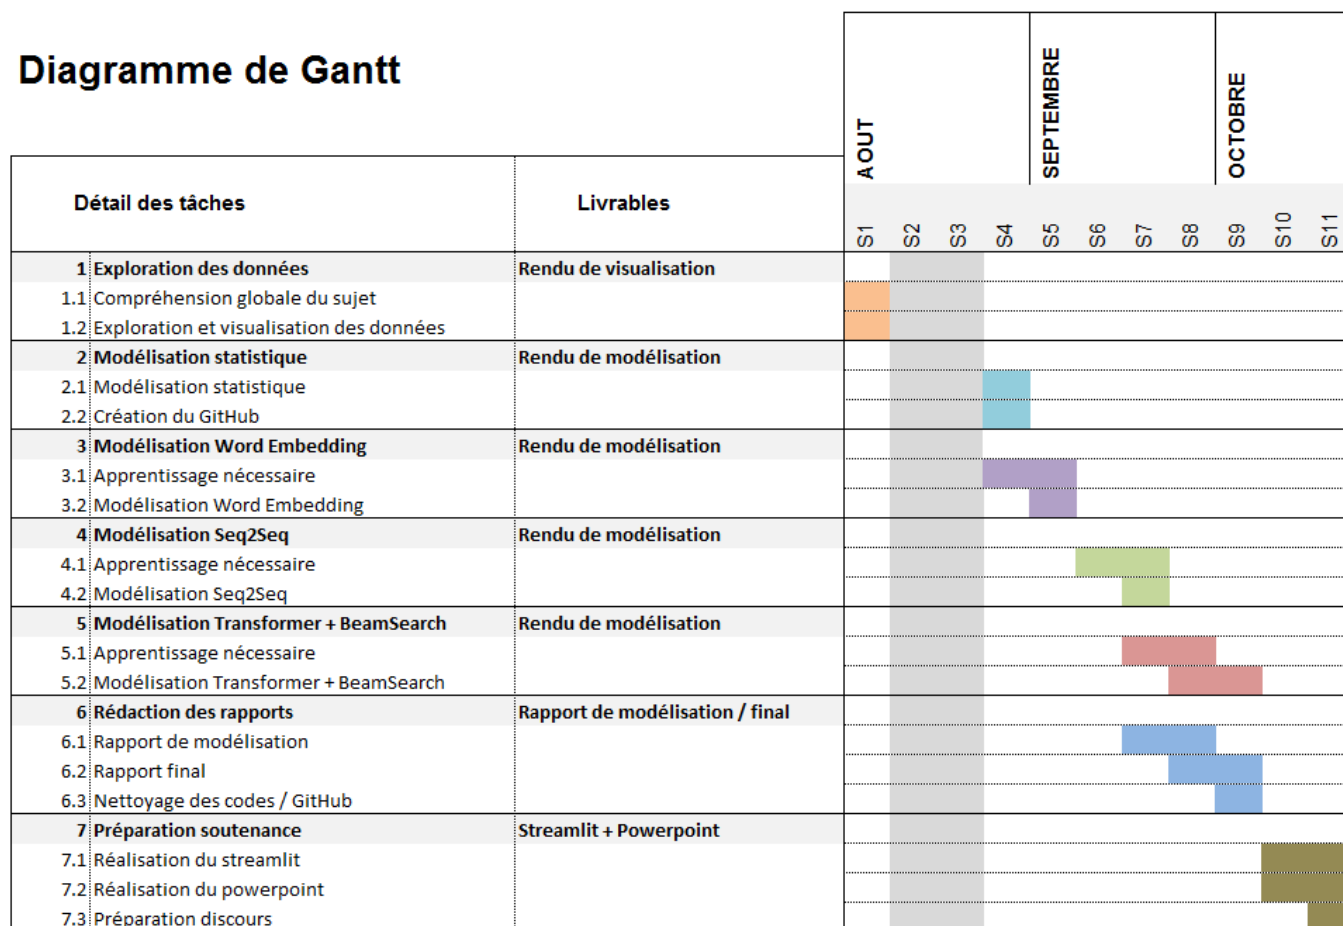 Diagramme de Gantt
AOUT
SEPTEMBRE
OCTOBRE
Détail des tâches Livrables S1 S2 S3 S4 S5 S6 S7 S8 S9 S10 S11
1 Exploration des données Rendu de visualisation
1.1 Compréhension globale du sujet
1.2 Exploration et visualisation des données
2 Modélisation statistique Rendu de modélisation
2.1 Modélisation statistique
2.2 Création du GitHub
3 Modélisation Word Embedding Rendu de modélisation
3.1 Apprentissage nécessaire
3.2 Modélisation Word Embedding
4 Modélisation Seq2Seq Rendu de modélisation
4.1 Apprentissage nécessaire
4.2 Modélisation Seq2Seq
5 Modélisation Transformer + BeamSearch Rendu de modélisation
5.1 Apprentissage nécessaire
5.2 Modélisation Transformer + BeamSearch
6 Rédaction des rapports Rapport de modélisation / final
6.1 Rapport de modélisation
6.2 Rapport final
6.3 Nettoyage des codes / GitHub
7 Préparation soutenance Streamlit + Powerpoint
7.1 Réalisation du streamlit
7.2 Réalisation du powerpoint
7.3 Préparation discours